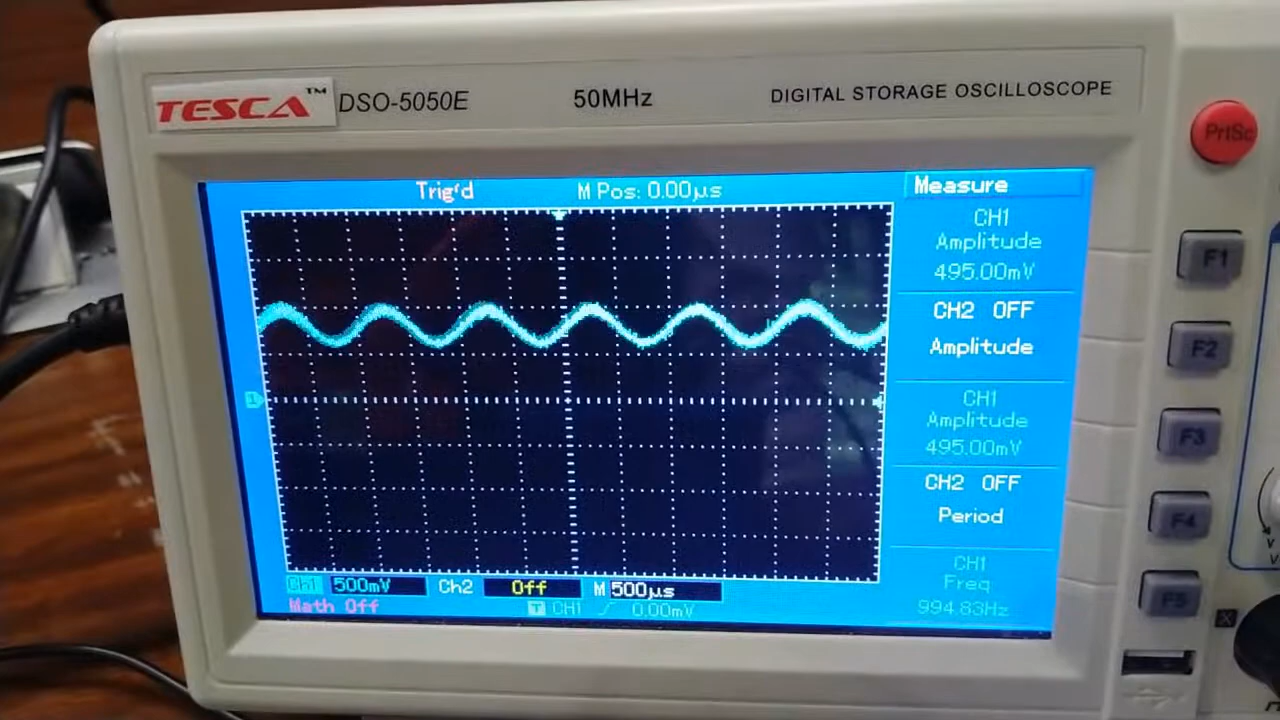 TESCA™ DSO-5050E 50MHz DIGITAL STORAGE OSCILLOSCOPE
PrtSc
Trig'd M Pos: 0.00µs Measure
CH1
Amplitude
495.00mV
F1
CH2 OFF
Amplitude
F2
1
CH1
Amplitude
495.00mV
F3
CH2 OFF
Period
F4
CH1
Freq
994.83Hz
F5
Ch1 500mV Ch2 Off M 500µs
Math Off T CH1 0.00mV